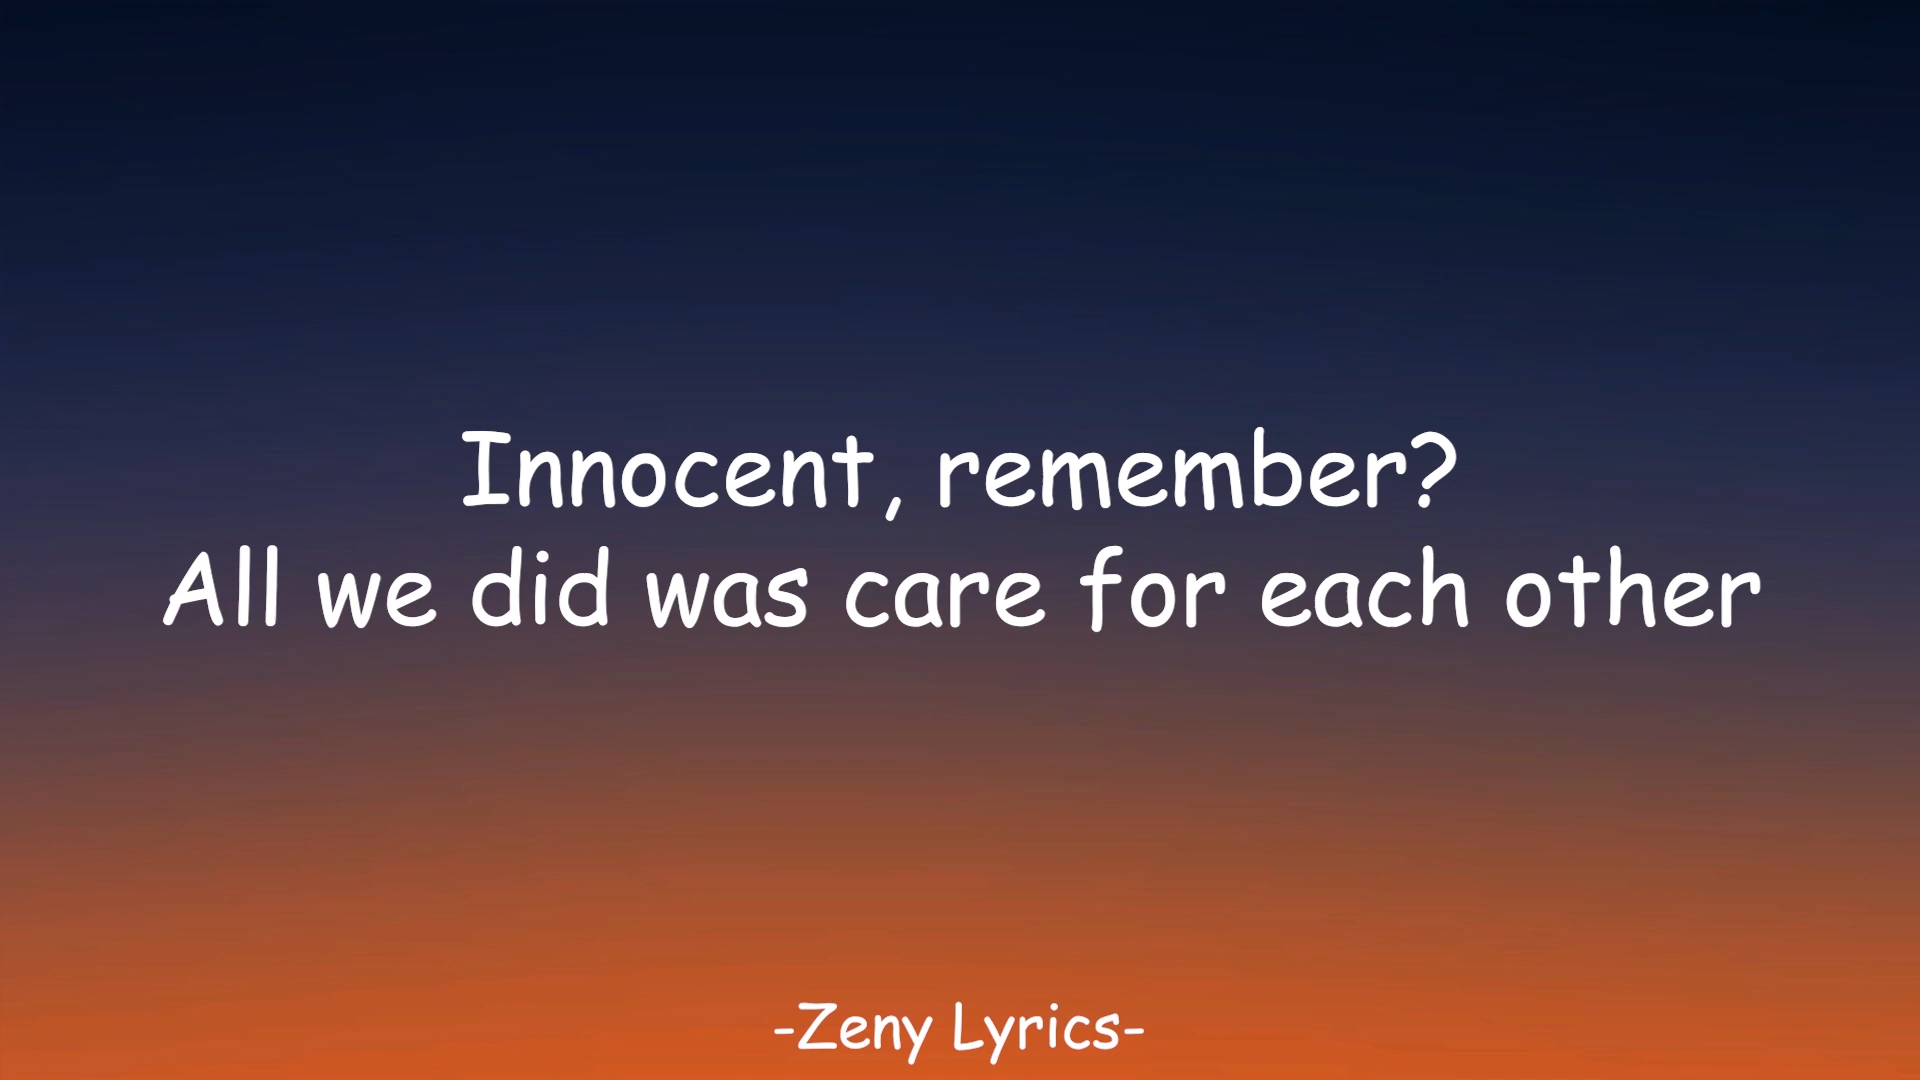 Innocent, remember?
All we did was care for each other
-Zeny Lyrics-